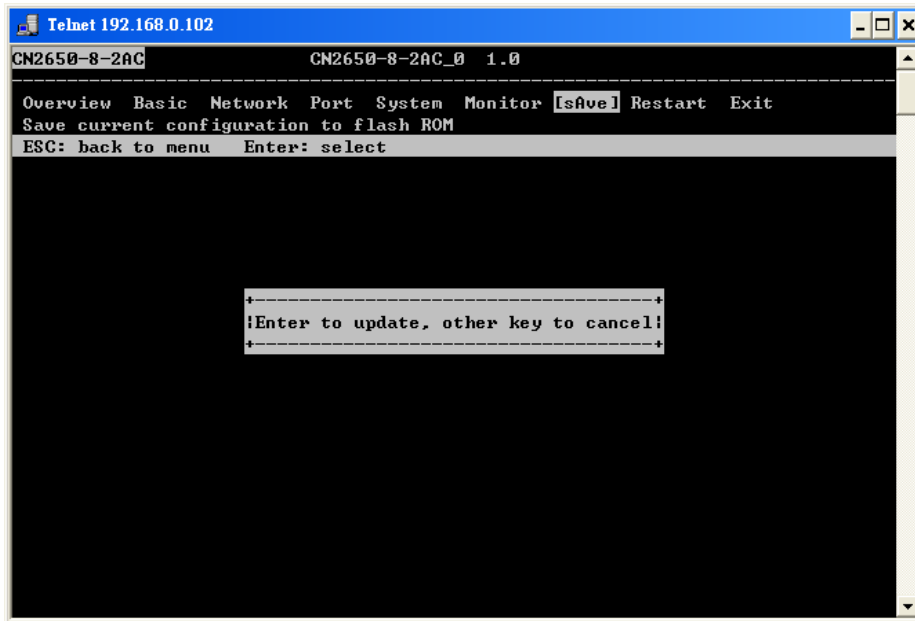 Telnet 192.168.0.102
CN2650-8-2AC CN2650-8-2AC_0 1.0
Overview Basic Network Port System Monitor [sAve] Restart Exit
Save current configuration to flash ROM
ESC: back to menu Enter: select
Enter to update, other key to cancel